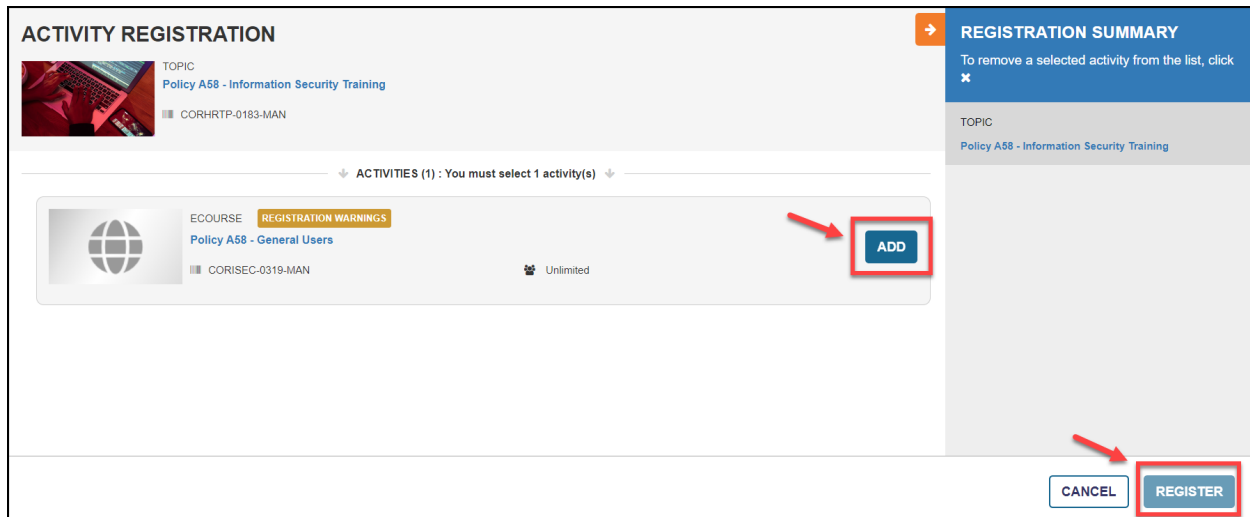 ACTIVITY REGISTRATION
TOPIC
Policy A58 - Information Security Training
CORHRTP-0183-MAN
ACTIVITIES (1) : You must select 1 activity(s)
ECOURSE REGISTRATION WARNINGS
Policy A58 - General Users
CORISEC-0319-MAN
Unlimited
ADD
REGISTRATION SUMMARY
To remove a selected activity from the list, click
TOPIC
Policy A58 - Information Security Training
CANCEL
REGISTER